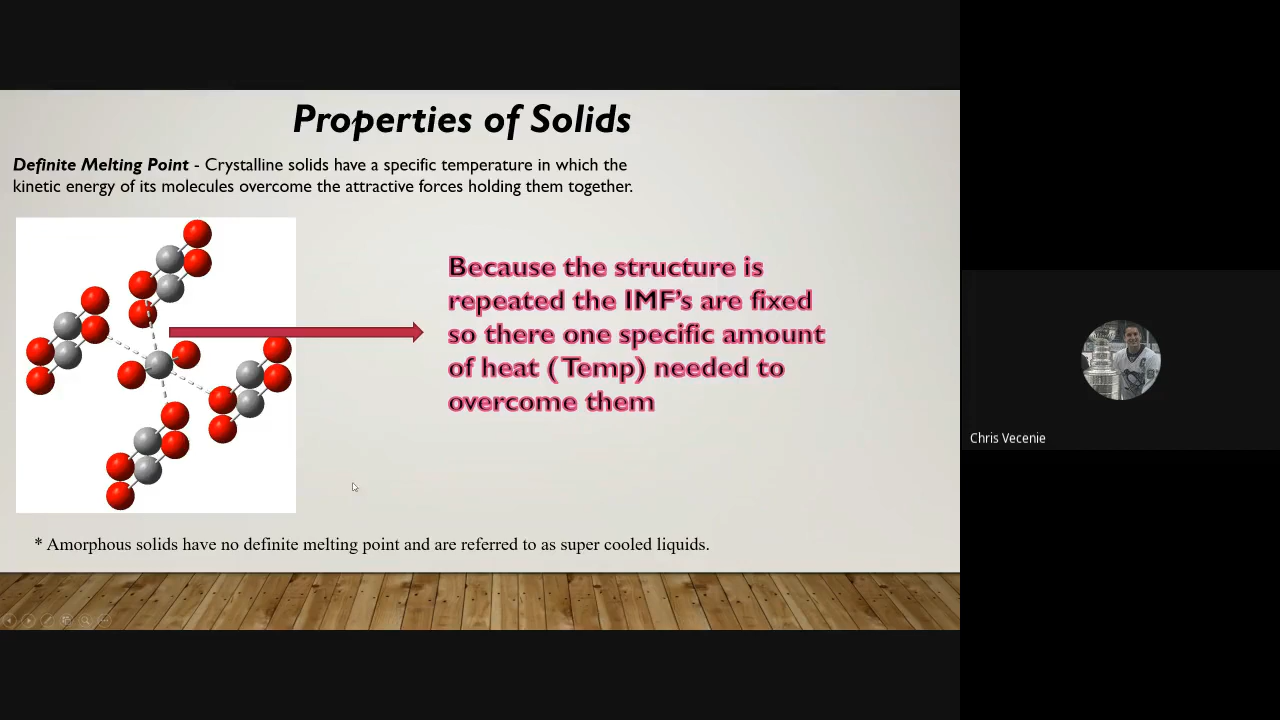 Properties of Solids
Definite Melting Point - Crystalline solids have a specific temperature in which the
kinetic energy of its molecules overcome the attractive forces holding them together.
Because the structure is
repeated the IMF's are fixed
so there one specific amount
of heat (Temp) needed to
overcome them
* Amorphous solids have no definite melting point and are referred to as super cooled liquids.
Chris Vecenie